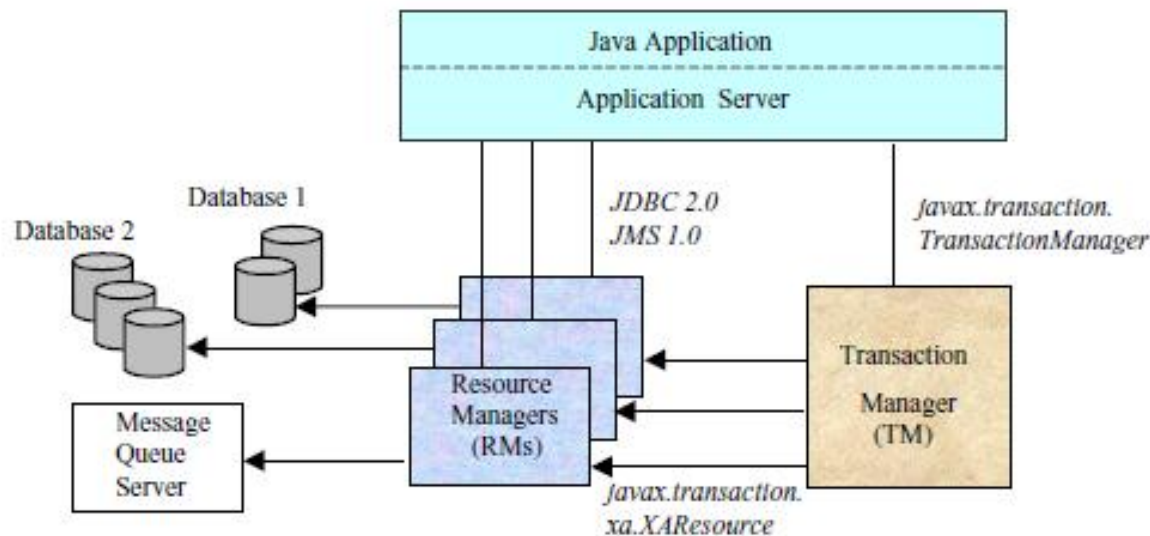 Java Application
Application Server
Database 1
Database 2
JDBC 2.0
JMS 1.0
javax.transaction.
TransactionManager
Resource
Managers
(RMs)
Transaction
Manager
(TM)
Message
Queue
Server
javax.transaction.
xa.XAResource